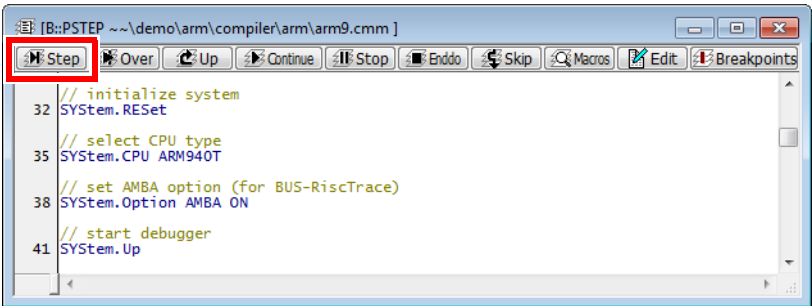 [B::PSTEP ~~\demo\arm\compiler\arm\arm9.cmm ]
Step Over Up Continue Stop Enddo Skip Macros Edit Breakpoints
// initialize system
32 SYStem.RESet
// select CPU type
35 SYStem.CPU ARM940T
// set AMBA option (for BUS-RiscTrace)
38 SYStem.Option AMBA ON
// start debugger
41 SYStem.Up